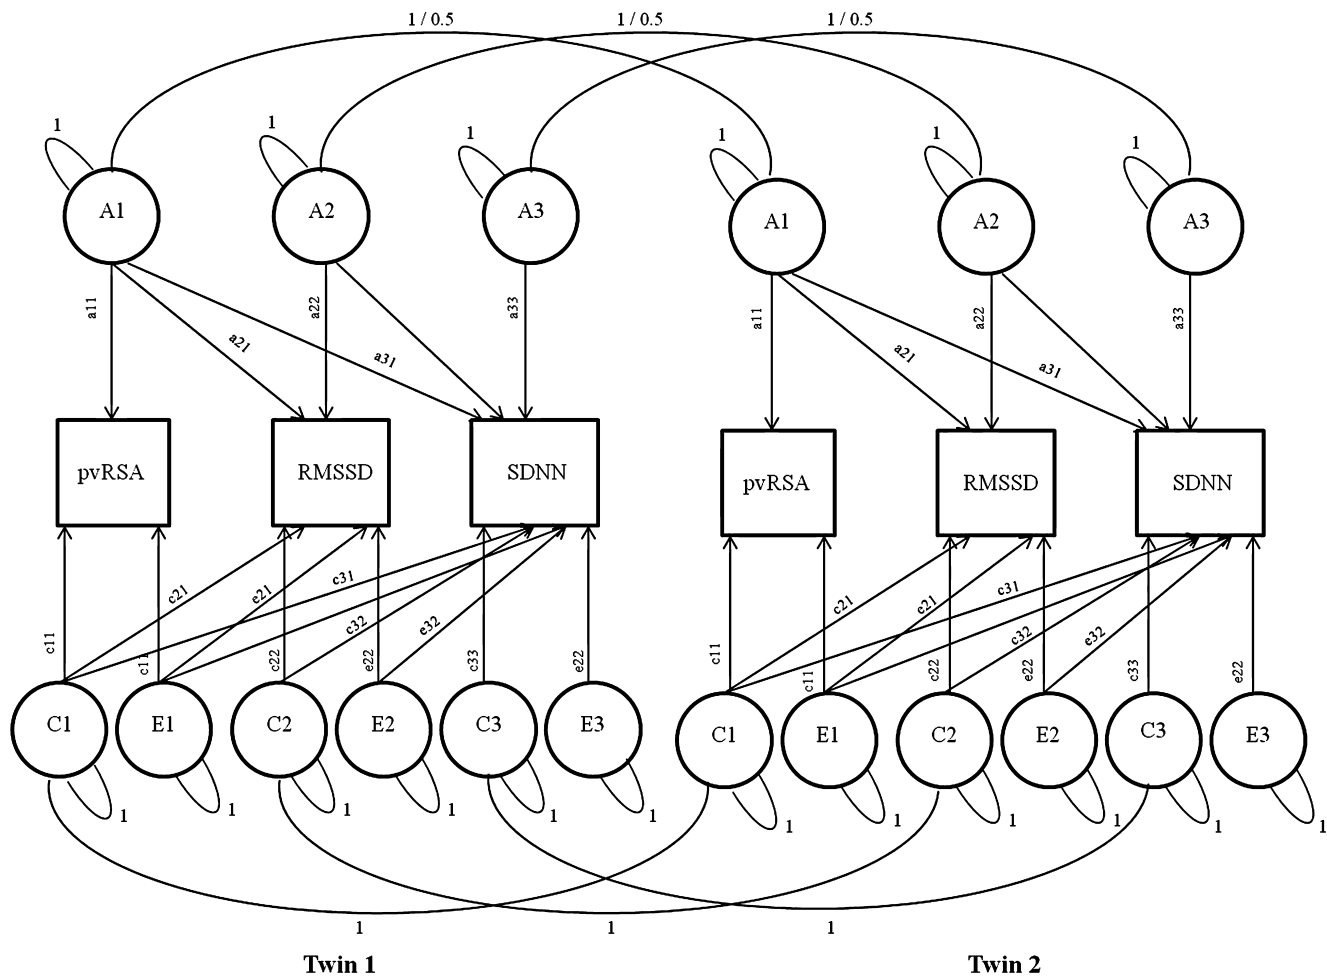 1 / 0.5 1 / 0.5 1 / 0.5
1 1 1 1 1 1
A1 A2 A3 A1 A2 A3
a11 a22 a33 a11 a22 a33
a21 a31 a21 a31
pvRSA RMSSD SDNN pvRSA RMSSD SDNN
c21 e21 c31 c21 e21 c31
c32 e32 c32 e32
c11 c11 c22 e22 c33 e22 c11 c11 c22 e22 c33 e22
C1 E1 C2 E2 C3 E3 C1 E1 C2 E2 C3 E3
1 1 1 1 1 1 1 1 1 1 1 1
1 1 1
Twin 1 Twin 2